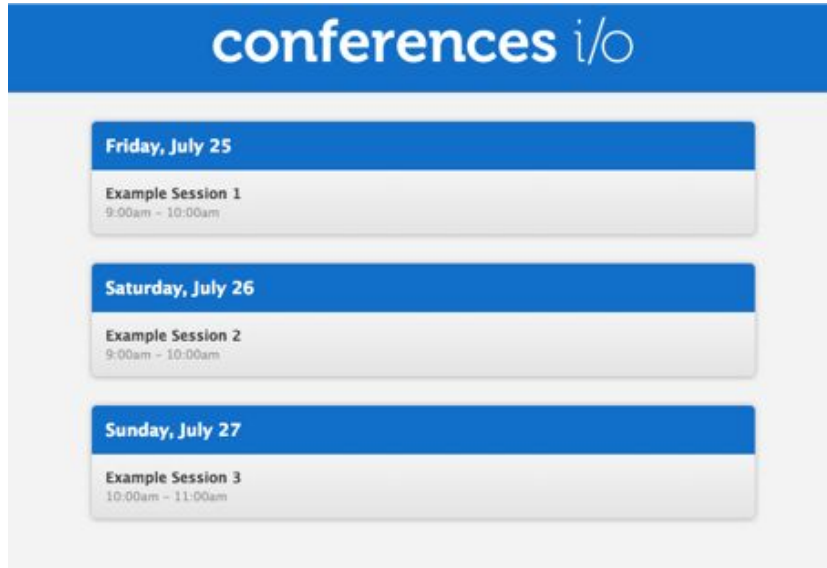 conferences i/o
Friday, July 25
Example Session 1
9:00am – 10:00am
Saturday, July 26
Example Session 2
9:00am – 10:00am
Sunday, July 27
Example Session 3
10:00am – 11:00am